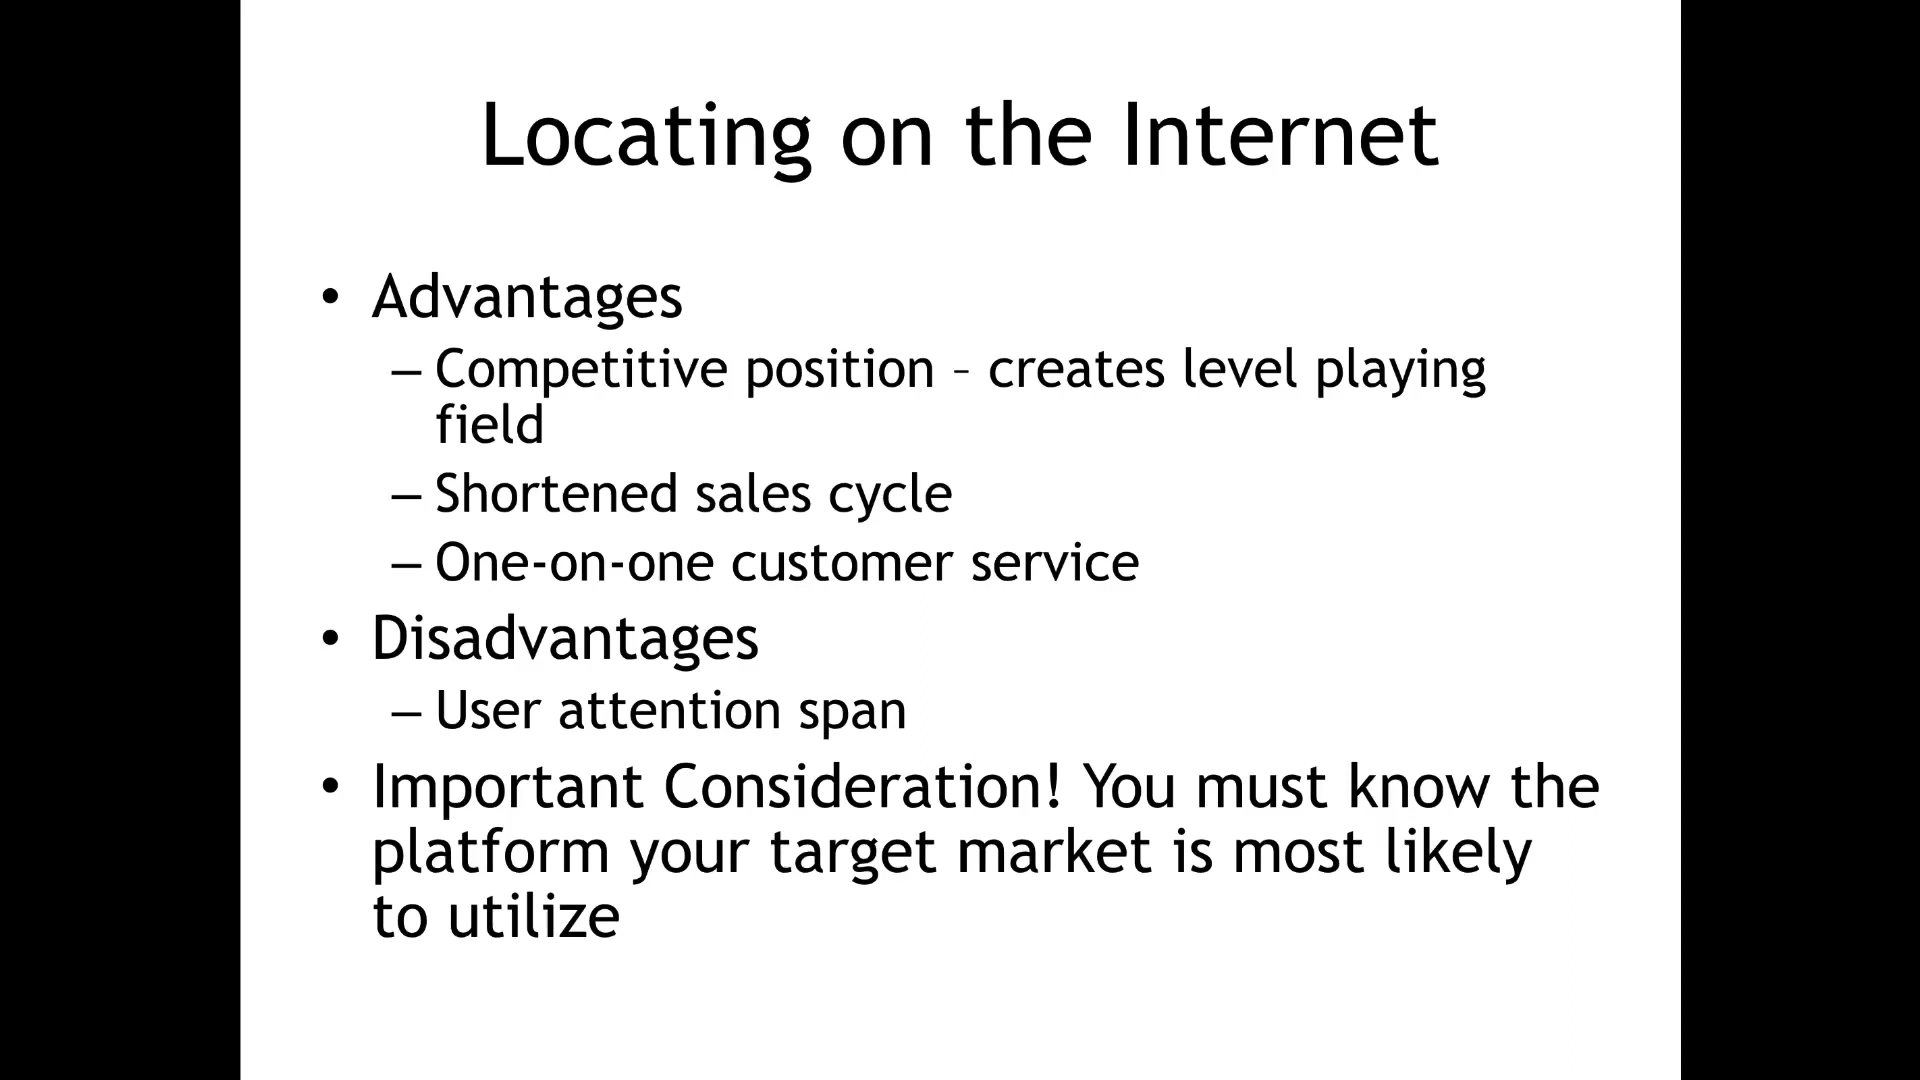 Locating on the Internet
• Advantages
– Competitive position – creates level playing
field
– Shortened sales cycle
– One-on-one customer service
• Disadvantages
– User attention span
• Important Consideration! You must know the
platform your target market is most likely
to utilize